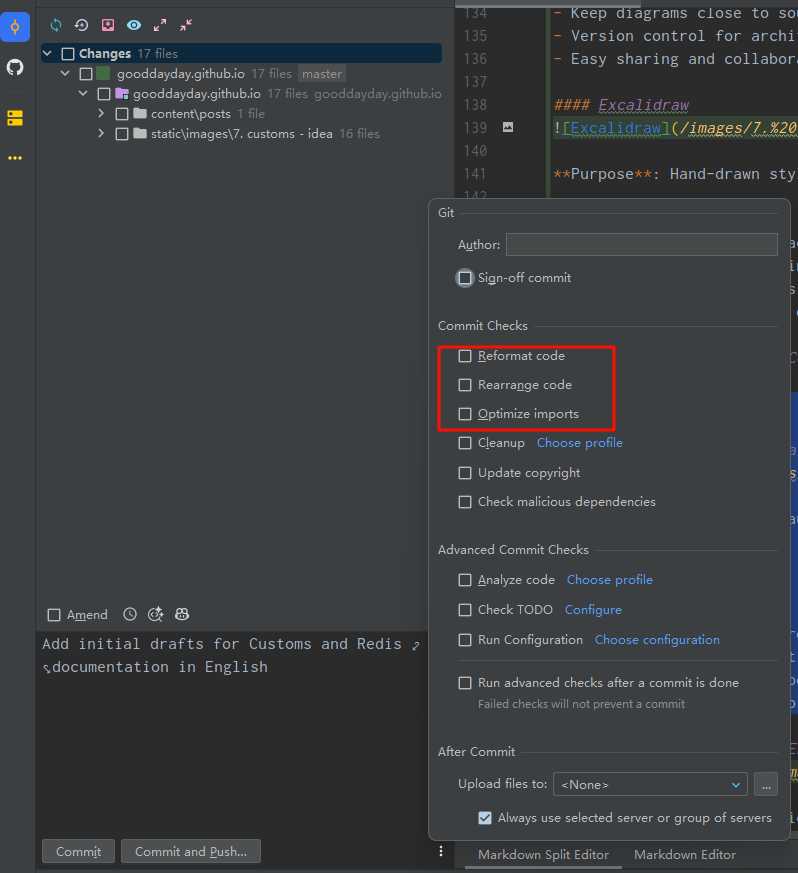 Changes 17 files
gooddayday.github.io 17 files master
gooddayday.github.io 17 files gooddayday.github.io
content\posts 1 file
static\images\7. customs - idea 16 files
134 - Keep diagrams close to
135 - Version control for
136 - Easy sharing and
137
138 #### Excalidraw
139 ![Excalidraw](/images/7.%20
140
141 **Purpose**: Hand-drawn
142
Git
Author:
Sign-off commit
Commit Checks
Reformat code
Rearrange code
Optimize imports
Cleanup Choose profile
Update copyright
Check malicious dependencies
Advanced Commit Checks
Analyze code Choose profile
Check TODO Configure
Run Configuration Choose configuration
Run advanced checks after a commit is done
Failed checks will not prevent a commit
After Commit
Upload files to: <None> ...
Always use selected server or group of servers
Amend
Add initial drafts for Customs and Redis
documentation in English
Commit Commit and Push...
Markdown Split Editor Markdown Editor